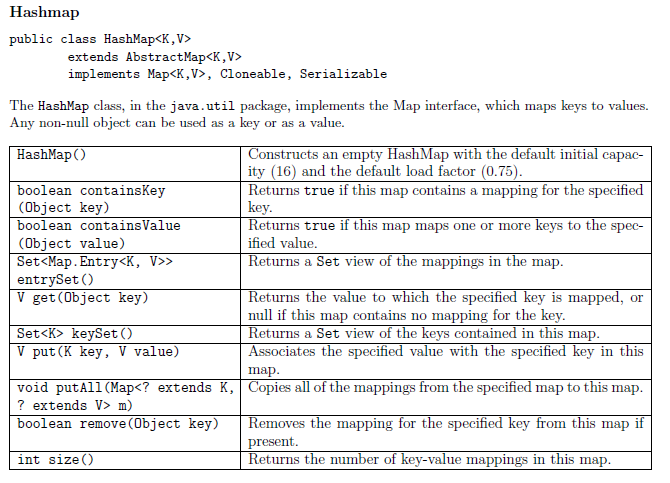 Hashmap
public class HashMap<K,V>
extends AbstractMap<K,V>
implements Map<K,V>, Cloneable, Serializable
The HashMap class, in the java.util package, implements the Map interface, which maps keys to values.
Any non-null object can be used as a key or as a value.
HashMap()
Constructs an empty HashMap with the default initial capac-
ity (16) and the default load factor (0.75).
boolean containsKey
(Object key)
Returns true if this map contains a mapping for the specified
key.
boolean containsValue
(Object value)
Returns true if this map maps one or more keys to the spec-
ified value.
Set<Map.Entry<K, V>>
entrySet()
Returns a Set view of the mappings in the map.
V get(Object key)
Returns the value to which the specified key is mapped, or
null if this map contains no mapping for the key.
Set<K> keySet()
Returns a Set view of the keys contained in this map.
V put(K key, V value)
Associates the specified value with the specified key in this
map.
void putAll(Map<? extends K,
? extends V> m)
Copies all of the mappings from the specified map to this map.
boolean remove(Object key)
Removes the mapping for the specified key from this map if
present.
int size()
Returns the number of key-value mappings in this map.